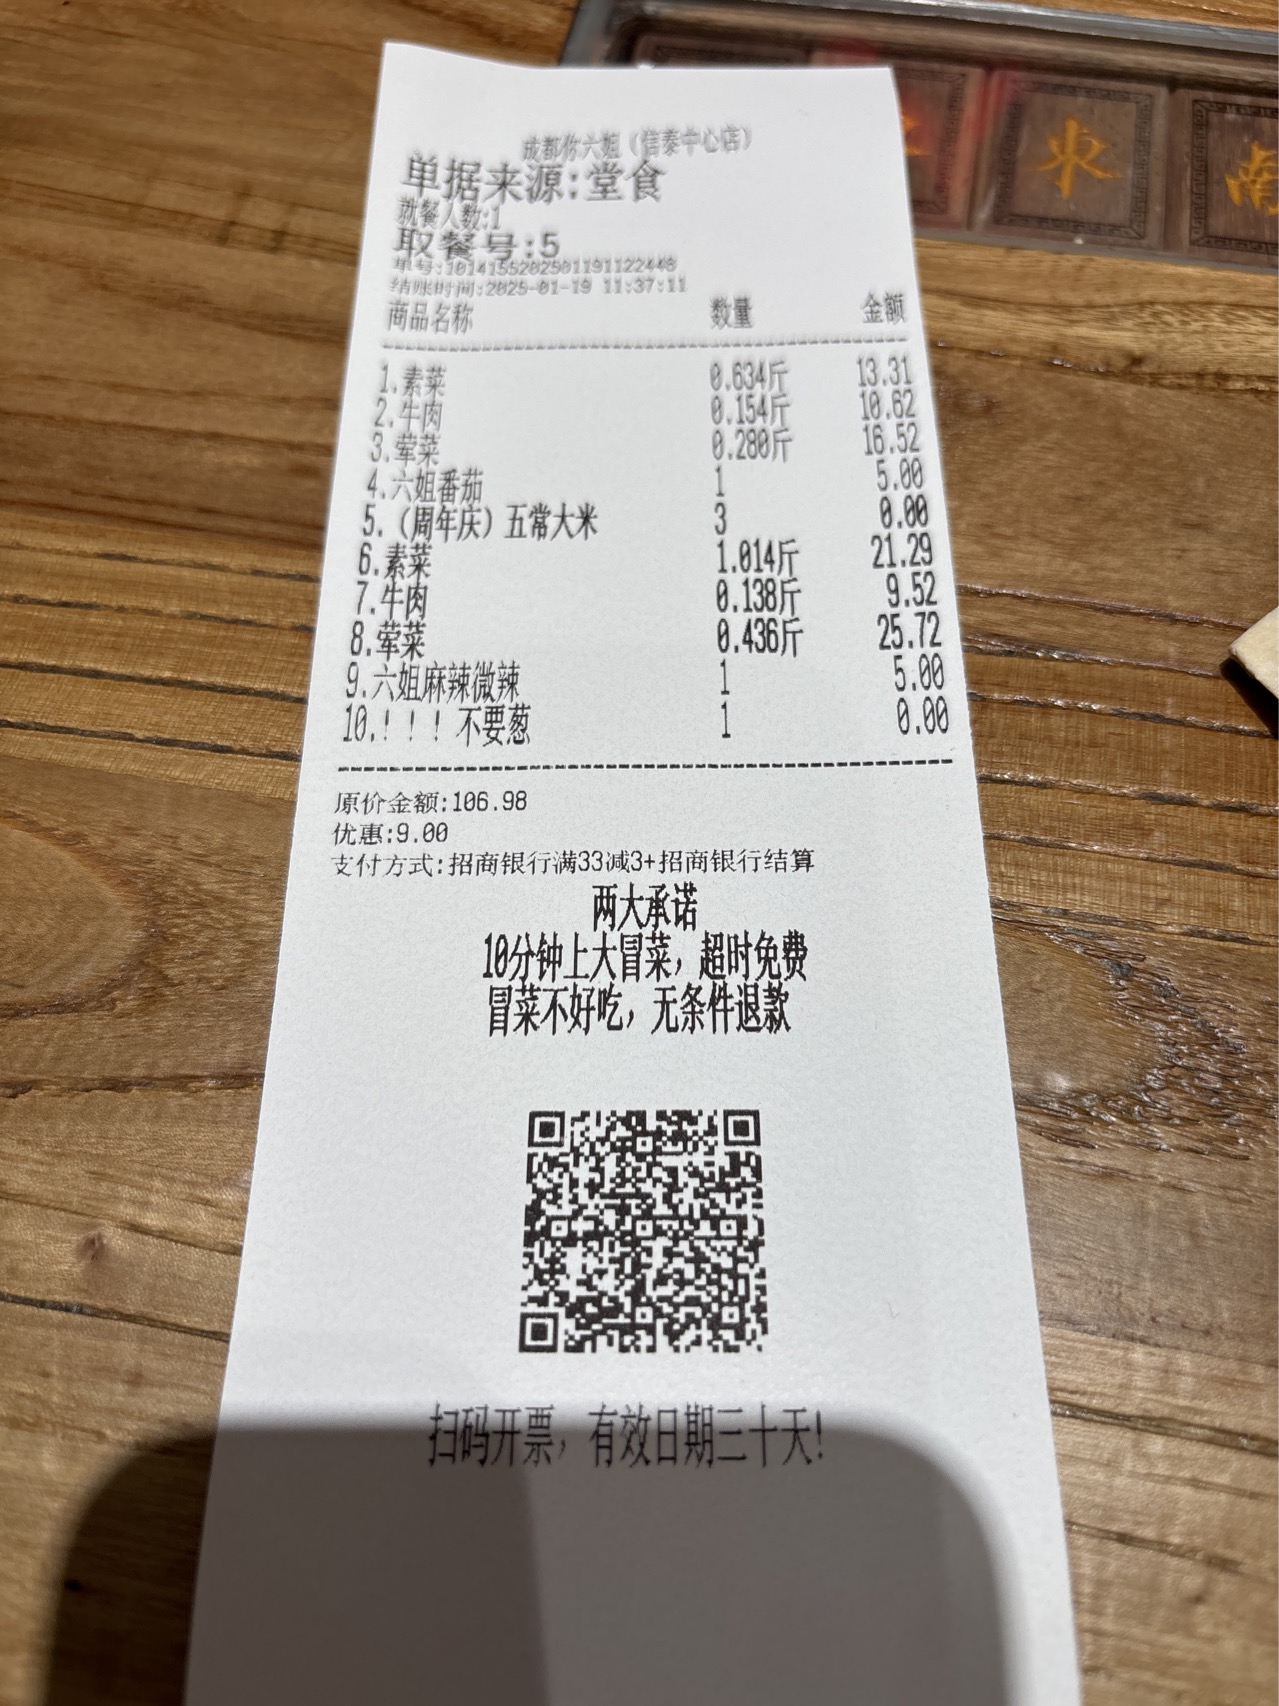 成都你六姐（信泰中心店）
单据来源:堂食
就餐人数:1
取餐号:5
单号:10141552025011911224​48
结账时间:2025-01-19 11:37:11
商品名称 数量 金额
1.素菜 0.634斤 13.31
2.牛肉 0.154斤 10.62
3.荤菜 0.280斤 16.52
4.六姐番茄 1 5.00
5.（周年庆）五常大米 3 0.00
6.素菜 1.014斤 21.29
7.牛肉 0.138斤 9.52
8.荤菜 0.436斤 25.72
9.六姐麻辣微辣 1 5.00
10.！！！不要葱 1 0.00
原价金额:106.98
优惠:9.00
支付方式:招商银行满33减3+招商银行结算
两大承诺
10分钟上大冒菜，超时免费
冒菜不好吃，无条件退款
扫码开票，有效日期三十天!
東
南